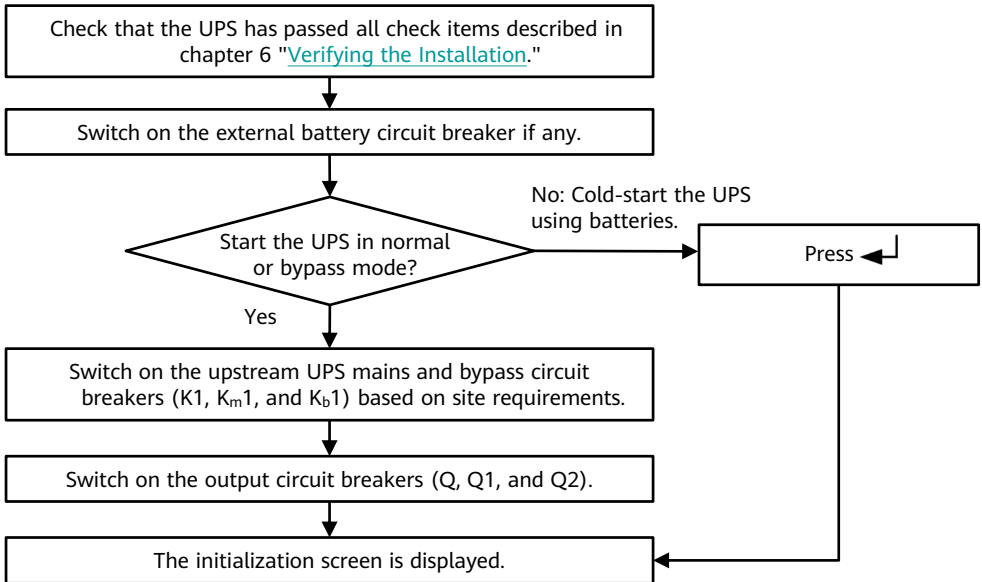 Check that the UPS has passed all check items described in
chapter 6 "Verifying the Installation."
Switch on the external battery circuit breaker if any.
No: Cold-start the UPS
using batteries.
Start the UPS in normal
or bypass mode?
Press
Yes
Switch on the upstream UPS mains and bypass circuit
breakers (K1, Km1, and Kb1) based on site requirements.
Switch on the output circuit breakers (Q, Q1, and Q2).
The initialization screen is displayed.